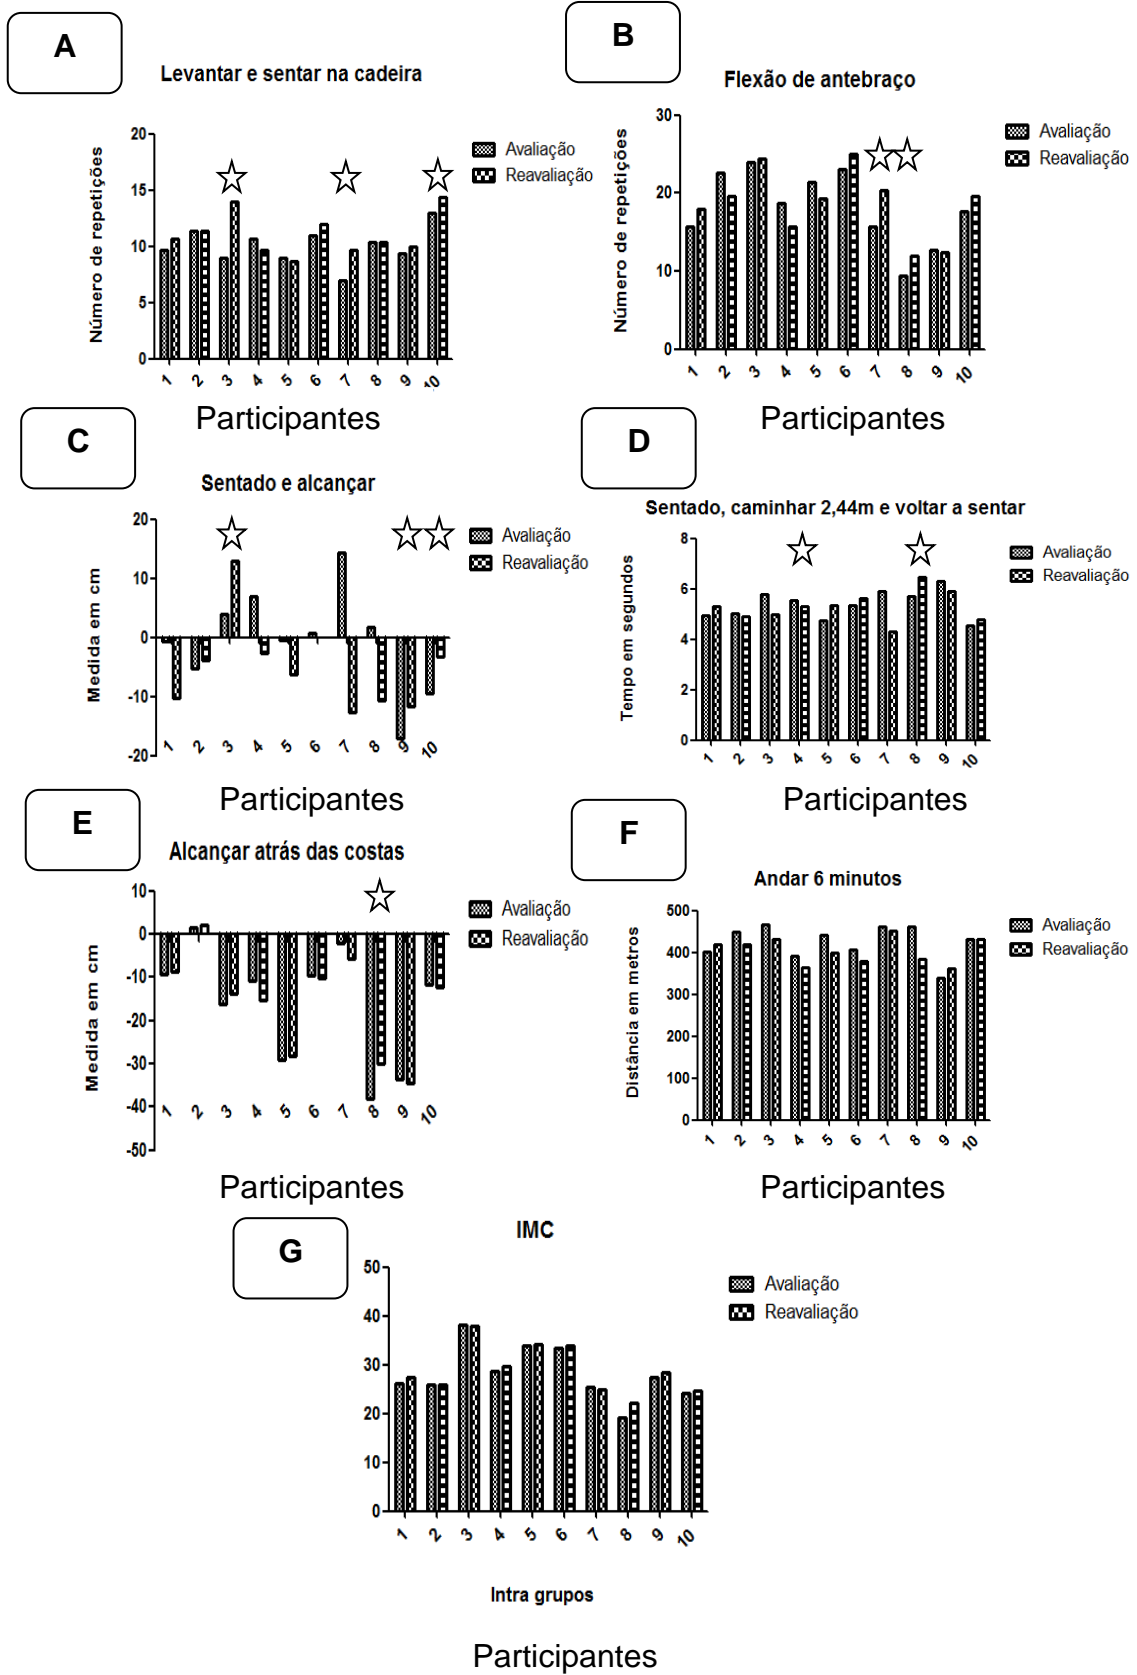 A
Levantar e sentar na cadeira
Número de repetições
20
15
10
5
0
1 2 3 4 5 6 7 8 9 10
Avaliação
Reavaliação
Participantes
B
Flexão de antebraço
Número de repetições
30
20
10
0
1 2 3 4 5 6 7 8 9 10
Avaliação
Reavaliação
Participantes
C
Sentado e alcançar
Medida em cm
20
10
0
-10
-20
1 2 3 4 5 6 7 8 9 10
Avaliação
Reavaliação
Participantes
D
Sentado, caminhar 2,44m e voltar a sentar
Tempo em segundos
8
6
4
2
0
1 2 3 4 5 6 7 8 9 10
Avaliação
Reavaliação
Participantes
E
Alcançar atrás das costas
Medida em cm
10
0
-10
-20
-30
-40
-50
1 2 3 4 5 6 7 8 9 10
Avaliação
Reavaliação
Participantes
F
Andar 6 minutos
Distância em metros
500
400
300
200
100
0
1 2 3 4 5 6 7 8 9 10
Avaliação
Reavaliação
Participantes
G
IMC
50
40
30
20
10
0
1 2 3 4 5 6 7 8 9 10
Avaliação
Reavaliação
Intra grupos
Participantes